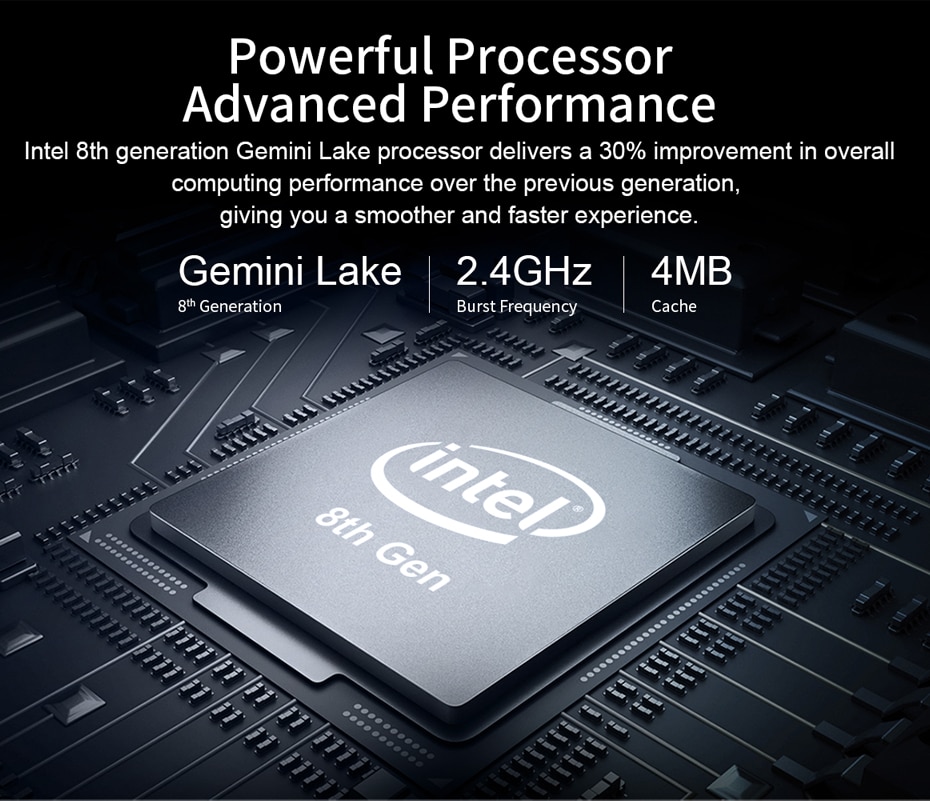 Powerful Processor
Advanced Performance
Intel 8th generation Gemini Lake processor delivers a 30% improvement in overall
computing performance over the previous generation,
giving you a smoother and faster experience.
Gemini Lake
8th Generation
2.4GHz
Burst Frequency
4MB
Cache
intel®
8th Gen